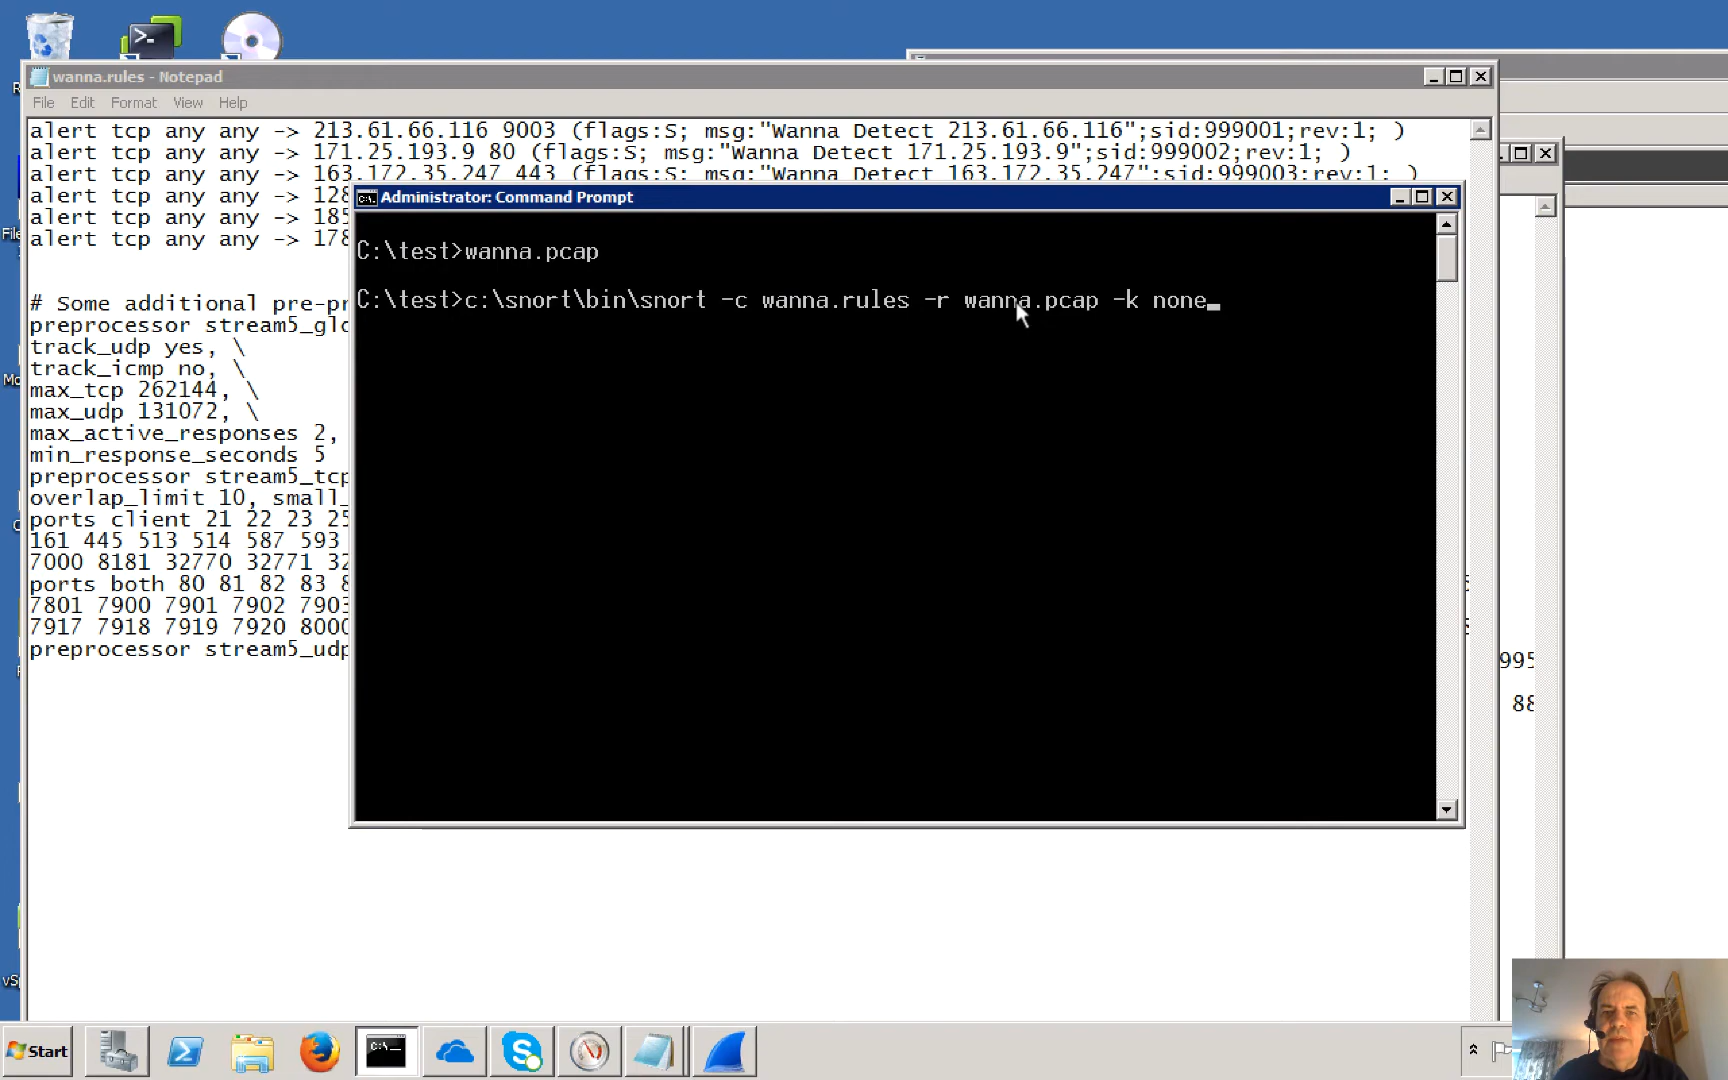 wanna.rules - Notepad
File Edit Format View Help
alert tcp any any -> 213.61.66.116 9003 (flags:S; msg:"Wanna Detect 213.61.66.116";sid:999001;rev:1; )
alert tcp any any -> 171.25.193.9 80 (flags:S; msg:"Wanna Detect 171.25.193.9";sid:999002;rev:1; )
alert tcp any any -> 163.172.35.247 443 (flags:S; msg:"Wanna Detect 163.172.35.247";sid:999003;rev:1; )
alert tcp any any -> 128
alert tcp any any -> 185
alert tcp any any -> 178
# Some additional pre-pr
preprocessor stream5_glo
track_udp yes, \
track_icmp no, \
max_tcp 262144, \
max_udp 131072, \
max_active_responses 2,
min_response_seconds 5
preprocessor stream5_tcp
overlap_limit 10, small_
ports client 21 22 23 25
161 445 513 514 587 593
7000 8181 32770 32771 32
ports both 80 81 82 83 8
7801 7900 7901 7902 7903
7917 7918 7919 7920 8000
preprocessor stream5_udp
Administrator: Command Prompt
C:\test>wanna.pcap
C:\test>c:\snort\bin\snort -c wanna.rules -r wanna.pcap -k none_
995
88
Start